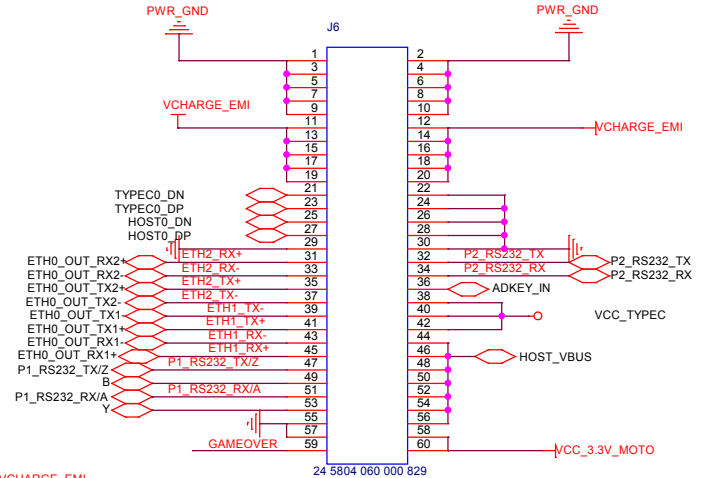 PWR_GND
PWR_GND
J6
1 2
3 4
5 6
7 8
9 10
VCHARGE_EMI
11 12
VCHARGE_EMI
13 14
15 16
17 18
19 20
TYPEC0_DN 21 22
TYPEC0_DP 23 24
HOST0_DN 25 26
HOST0_DP 27 28
29 30
ETH0_OUT_RX2+ ETH2_RX+ 31 32 P2_RS232_TX P2_RS232_TX
ETH0_OUT_RX2- ETH2_RX- 33 34 P2_RS232_RX P2_RS232_RX
ETH0_OUT_TX2+ ETH2_TX+ 35 36 ADKEY_IN
ETH0_OUT_TX2- ETH2_TX- 37 38
ETH0_OUT_TX1- ETH1_TX- 39 40 VCC_TYPEC
ETH0_OUT_TX1+ ETH1_TX+ 41 42
ETH0_OUT_RX1- ETH1_RX- 43 44
ETH0_OUT_RX1+ ETH1_RX+ 45 46 HOST_VBUS
P1_RS232_TX/Z P1_RS232_TX/Z 47 48
B 49 50
P1_RS232_RX/A P1_RS232_RX/A 51 52
Y 53 54
55 56
57 58
GAMEOVER 59 60 VCC_3.3V_MOTO
24 5804 060 000 829
VCHARGE_EMI